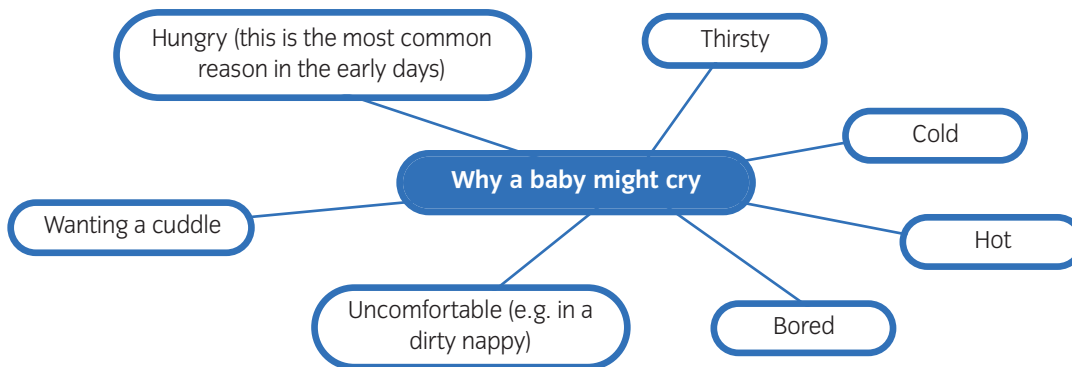 Hungry (this is the most common
reason in the early days)
Thirsty
Cold
Why a baby might cry
Wanting a cuddle
Hot
Uncomfortable (e.g. in a
dirty nappy)
Bored